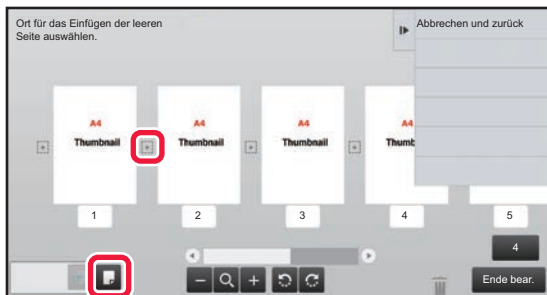 Ort für das Einfügen der leeren
Seite auswählen.
Abbrechen und zurück
A4 A4 A4 A4
Thumbnail Thumbnail Thumbnail Thumb
1 2 3 4 5
4
Ende bear.